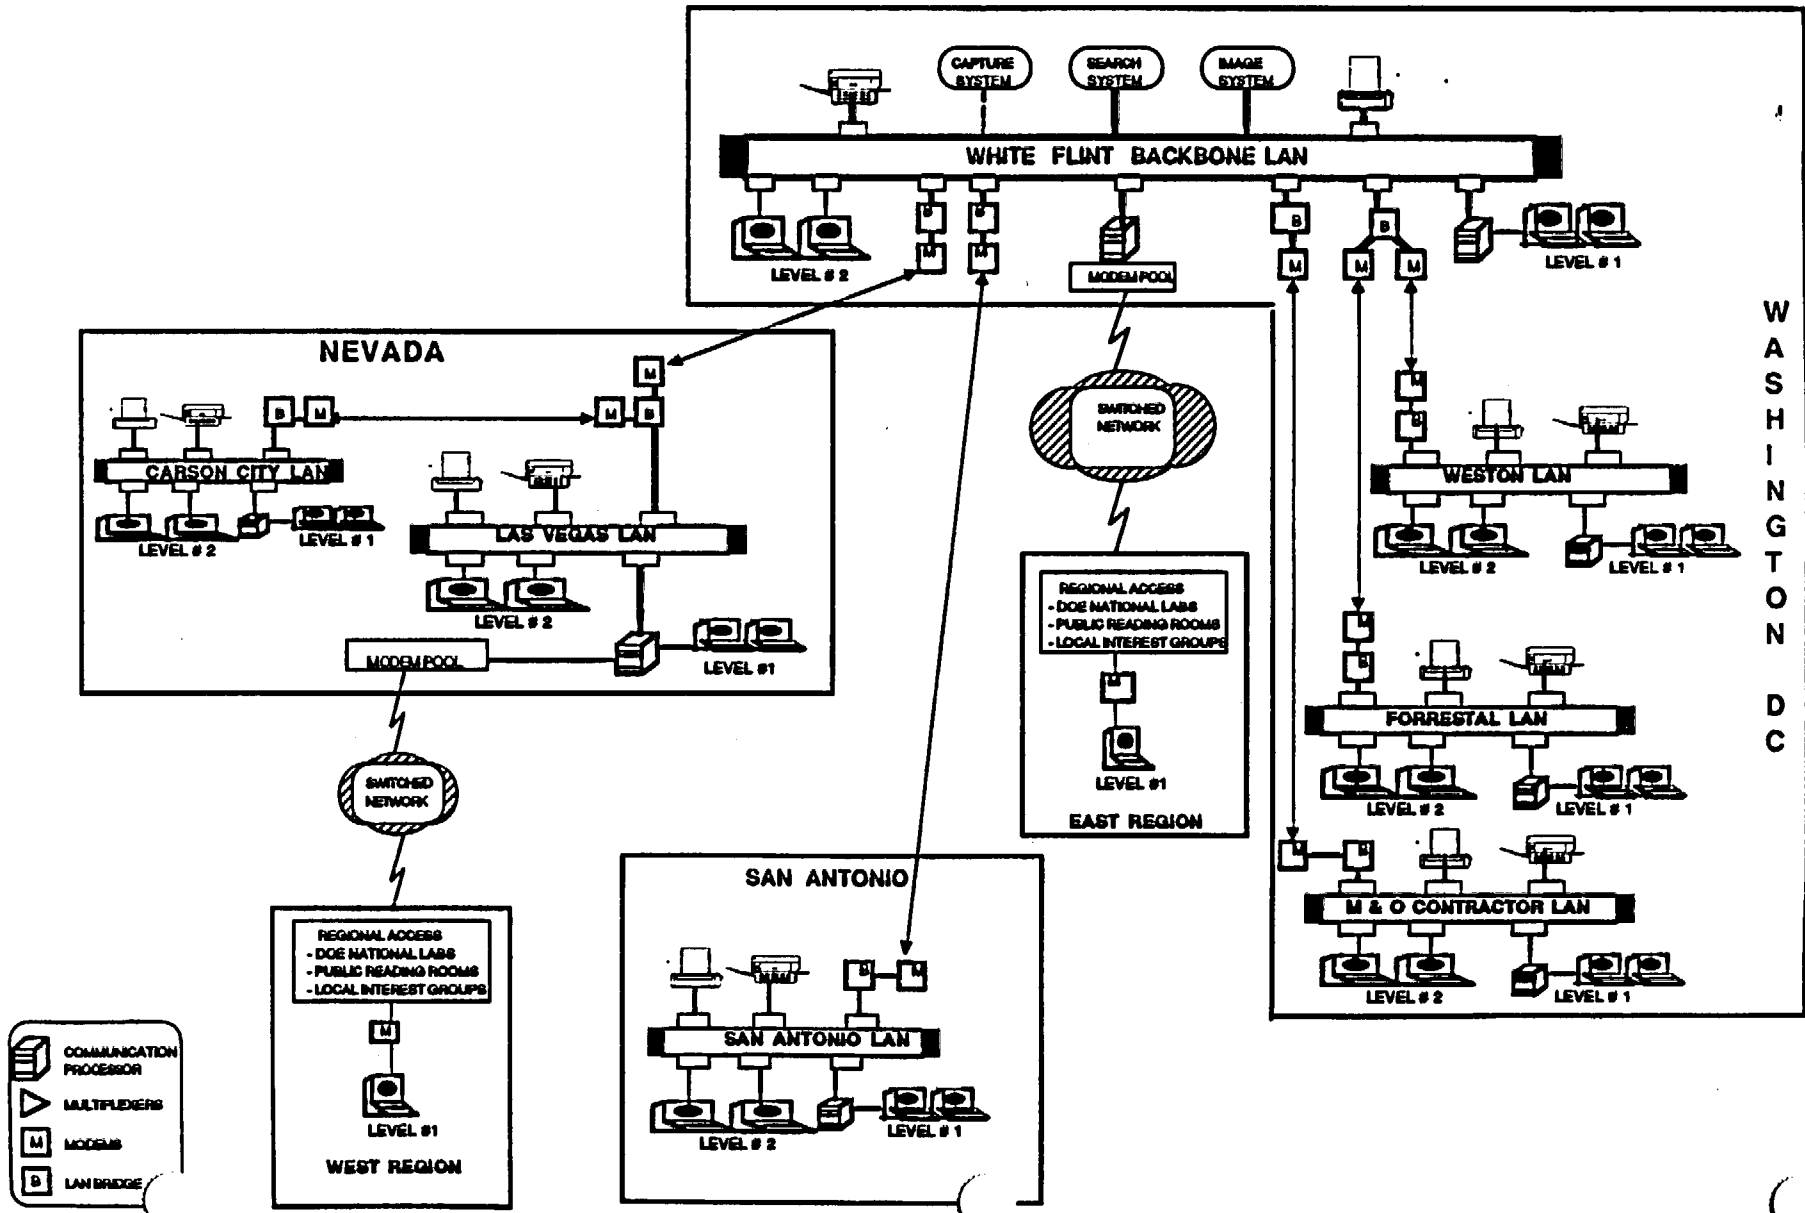 CAPTURE
SYSTEM
SEARCH
SYSTEM
IMAGE
SYSTEM
WHITE FLINT BACKBONE LAN
B
B
B
B
M
M
M
M
M
LEVEL # 2
MODEM POOL
LEVEL # 1
WASHINGTON DC
NEVADA
M
B
M
M
B
CARSON CITY LAN
LEVEL # 2
LEVEL # 1
LAS VEGAS LAN
LEVEL # 2
LEVEL #1
MODEM POOL
SWITCHED
NETWORK
REGIONAL ACCESS
- DOE NATIONAL LABS
- PUBLIC READING ROOMS
- LOCAL INTEREST GROUPS
M
LEVEL #1
WEST REGION
SWITCHED
NETWORK
REGIONAL ACCESS
- DOE NATIONAL LABS
- PUBLIC READING ROOMS
- LOCAL INTEREST GROUPS
M
LEVEL #1
EAST REGION
SAN ANTONIO
B
M
SAN ANTONIO LAN
LEVEL # 2
LEVEL # 1
M
B
WESTON LAN
LEVEL # 2
LEVEL # 1
M
B
FORRESTAL LAN
LEVEL # 2
LEVEL # 1
M
B
M & O CONTRACTOR LAN
LEVEL # 2
LEVEL # 1
COMMUNICATION
PROCESSOR
MULTIPLEXERS
M
MODEMS
B
LAN BRIDGE